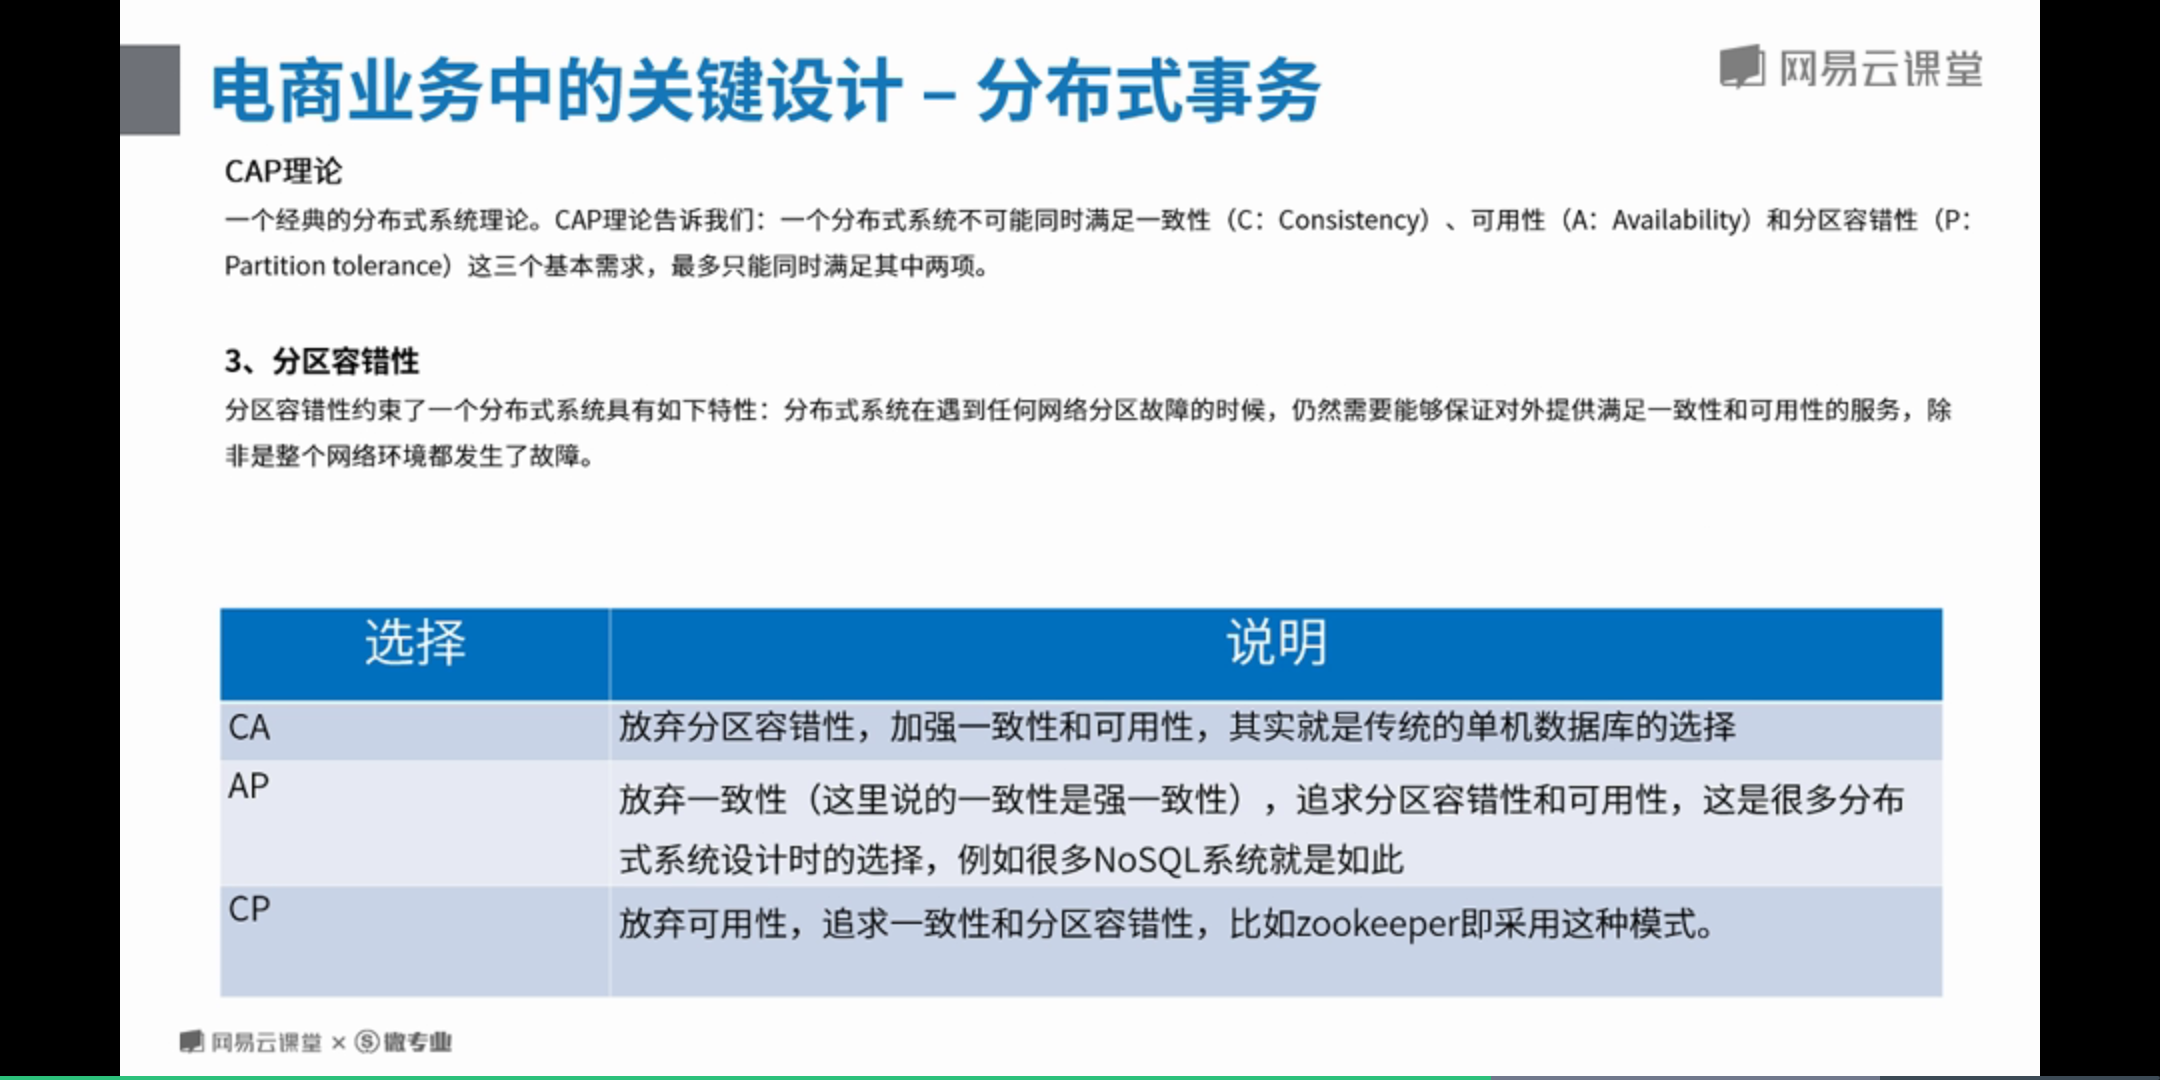 电商业务中的关键设计 – 分布式事务
网易云课堂
CAP理论
一个经典的分布式系统理论。CAP理论告诉我们：一个分布式系统不可能同时满足一致性（C：Consistency）、可用性（A：Availability）和分区容错性（P：
Partition tolerance）这三个基本需求，最多只能同时满足其中两项。
3、分区容错性
分区容错性约束了一个分布式系统具有如下特性：分布式系统在遇到任何网络分区故障的时候，仍然需要能够保证对外提供满足一致性和可用性的服务，除
非是整个网络环境都发生了故障。
选择 说明
CA 放弃分区容错性，加强一致性和可用性，其实就是传统的单机数据库的选择
AP 放弃一致性（这里说的一致性是强一致性），追求分区容错性和可用性，这是很多分布
式系统设计时的选择，例如很多NoSQL系统就是如此
CP 放弃可用性，追求一致性和分区容错性，比如zookeeper即采用这种模式。
网易云课堂 × Ⓢ微专业